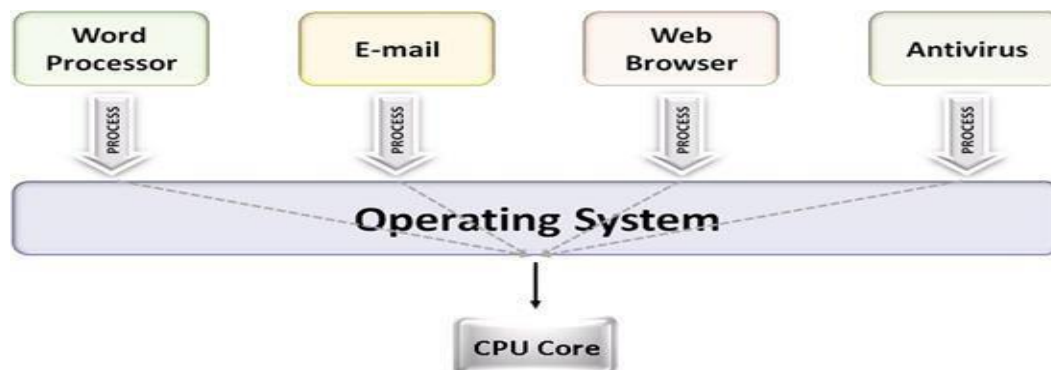 Word
Processor
E-mail
Web
Browser
Antivirus
PROCESS
PROCESS
PROCESS
PROCESS
Operating System
CPU Core